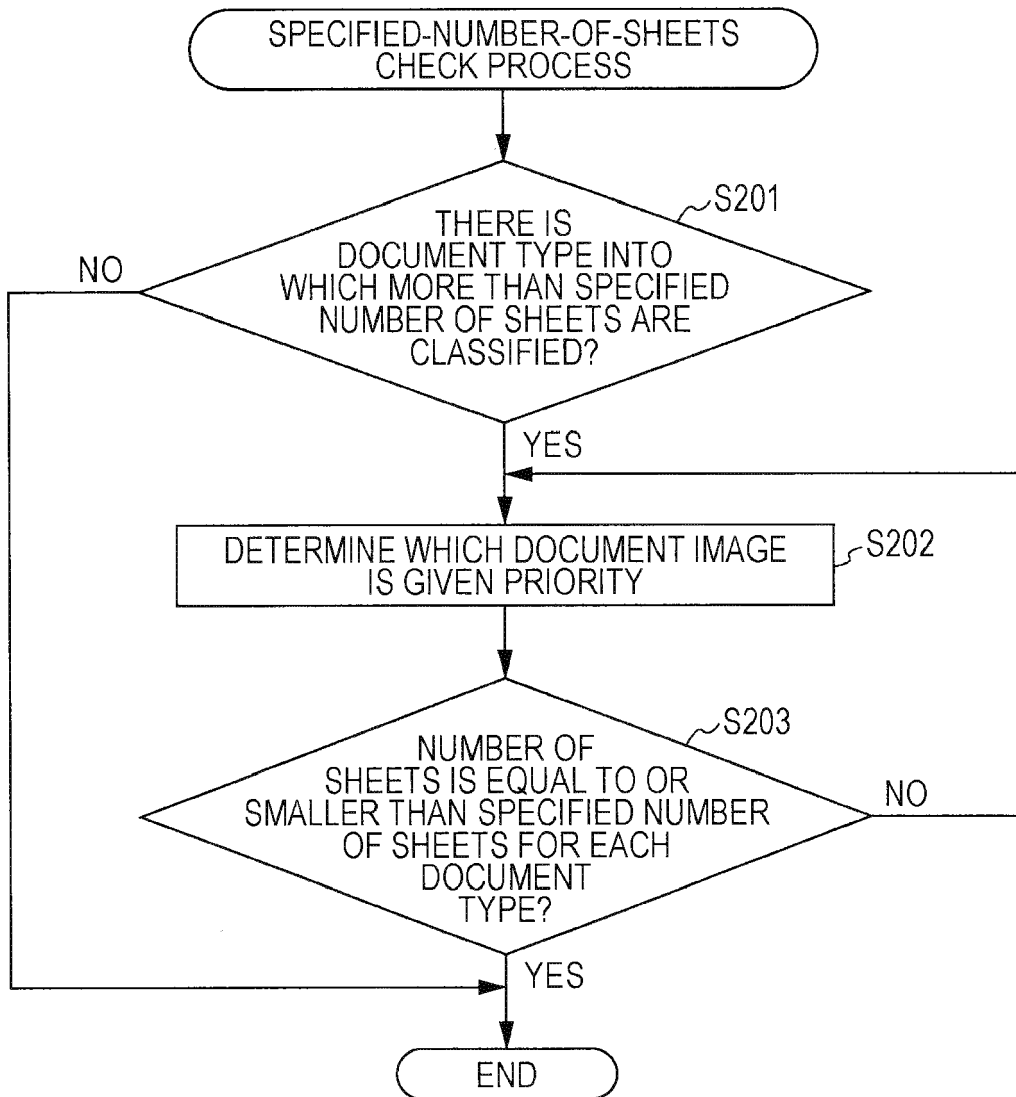 SPECIFIED-NUMBER-OF-SHEETS
CHECK PROCESS
S201
THERE IS
DOCUMENT TYPE INTO
WHICH MORE THAN SPECIFIED
NUMBER OF SHEETS ARE
CLASSIFIED?
NO
YES
DETERMINE WHICH DOCUMENT IMAGE
IS GIVEN PRIORITY
S202
S203
NUMBER OF
SHEETS IS EQUAL TO OR
SMALLER THAN SPECIFIED NUMBER
OF SHEETS FOR EACH
DOCUMENT
TYPE?
NO
YES
END